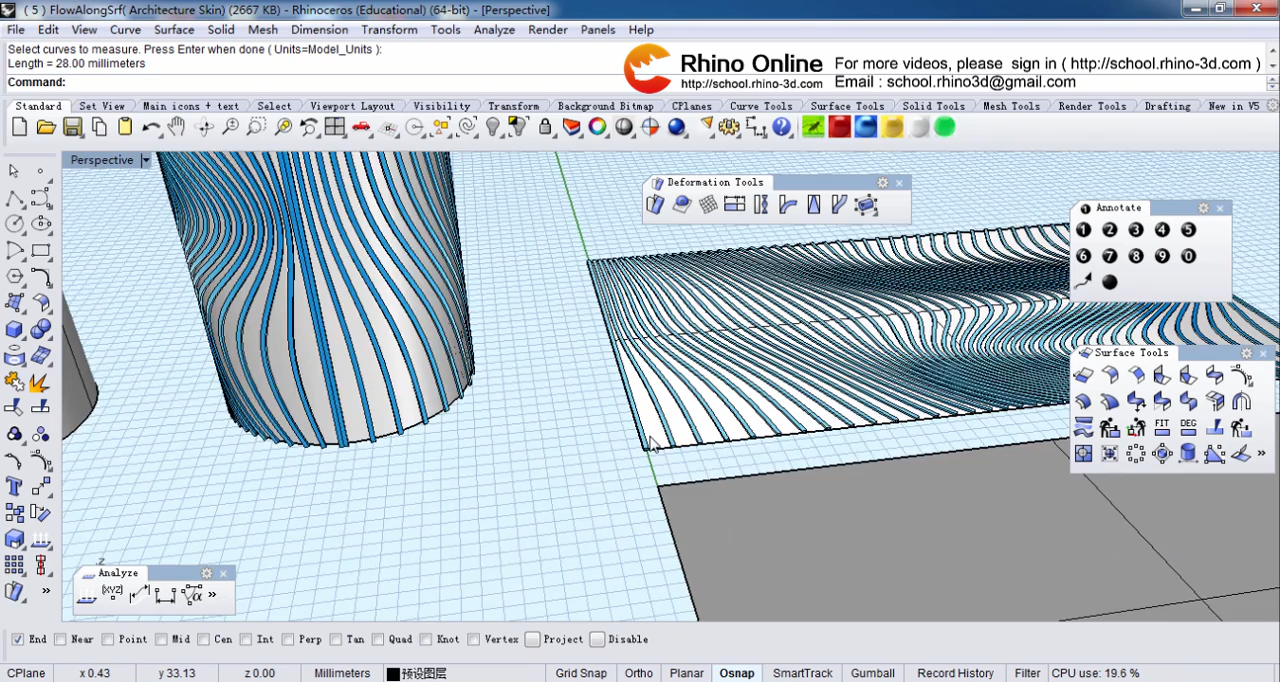 ( 5 ) FlowAlongSrf( Architecture Skin) (2667 KB) - Rhinoceros (Educational) (64-bit) - [Perspective]
File Edit View Curve Surface Solid Mesh Dimension Transform Tools Analyze Render Panels Help
Select curves to measure. Press Enter when done ( Units=Model_Units ):
Length = 28.00 millimeters
Command:
Rhino Online
http://school.rhino-3d.com
For more videos, please sign in ( http://school.rhino-3d.com )
Email : school.rhino3d@gmail.com
Standard Set View Main icons + text Select Viewport Layout Visibility Transform Background Bitmap CPlanes Curve Tools Surface Tools Solid Tools Mesh Tools Render Tools Drafting New in V5
Perspective
Deformation Tools
Annotate
1 2 3 4 5
6 7 8 9 0
Surface Tools
FIT DEG
z
Analyze
(XYZ)
End Near Point Mid Cen Int Perp Tan Quad Knot Vertex Project Disable
CPlane x 0.43 y 33.13 z 0.00 Millimeters 预设图层 Grid Snap Ortho Planar Osnap SmartTrack Gumball Record History Filter CPU use: 19.6 %